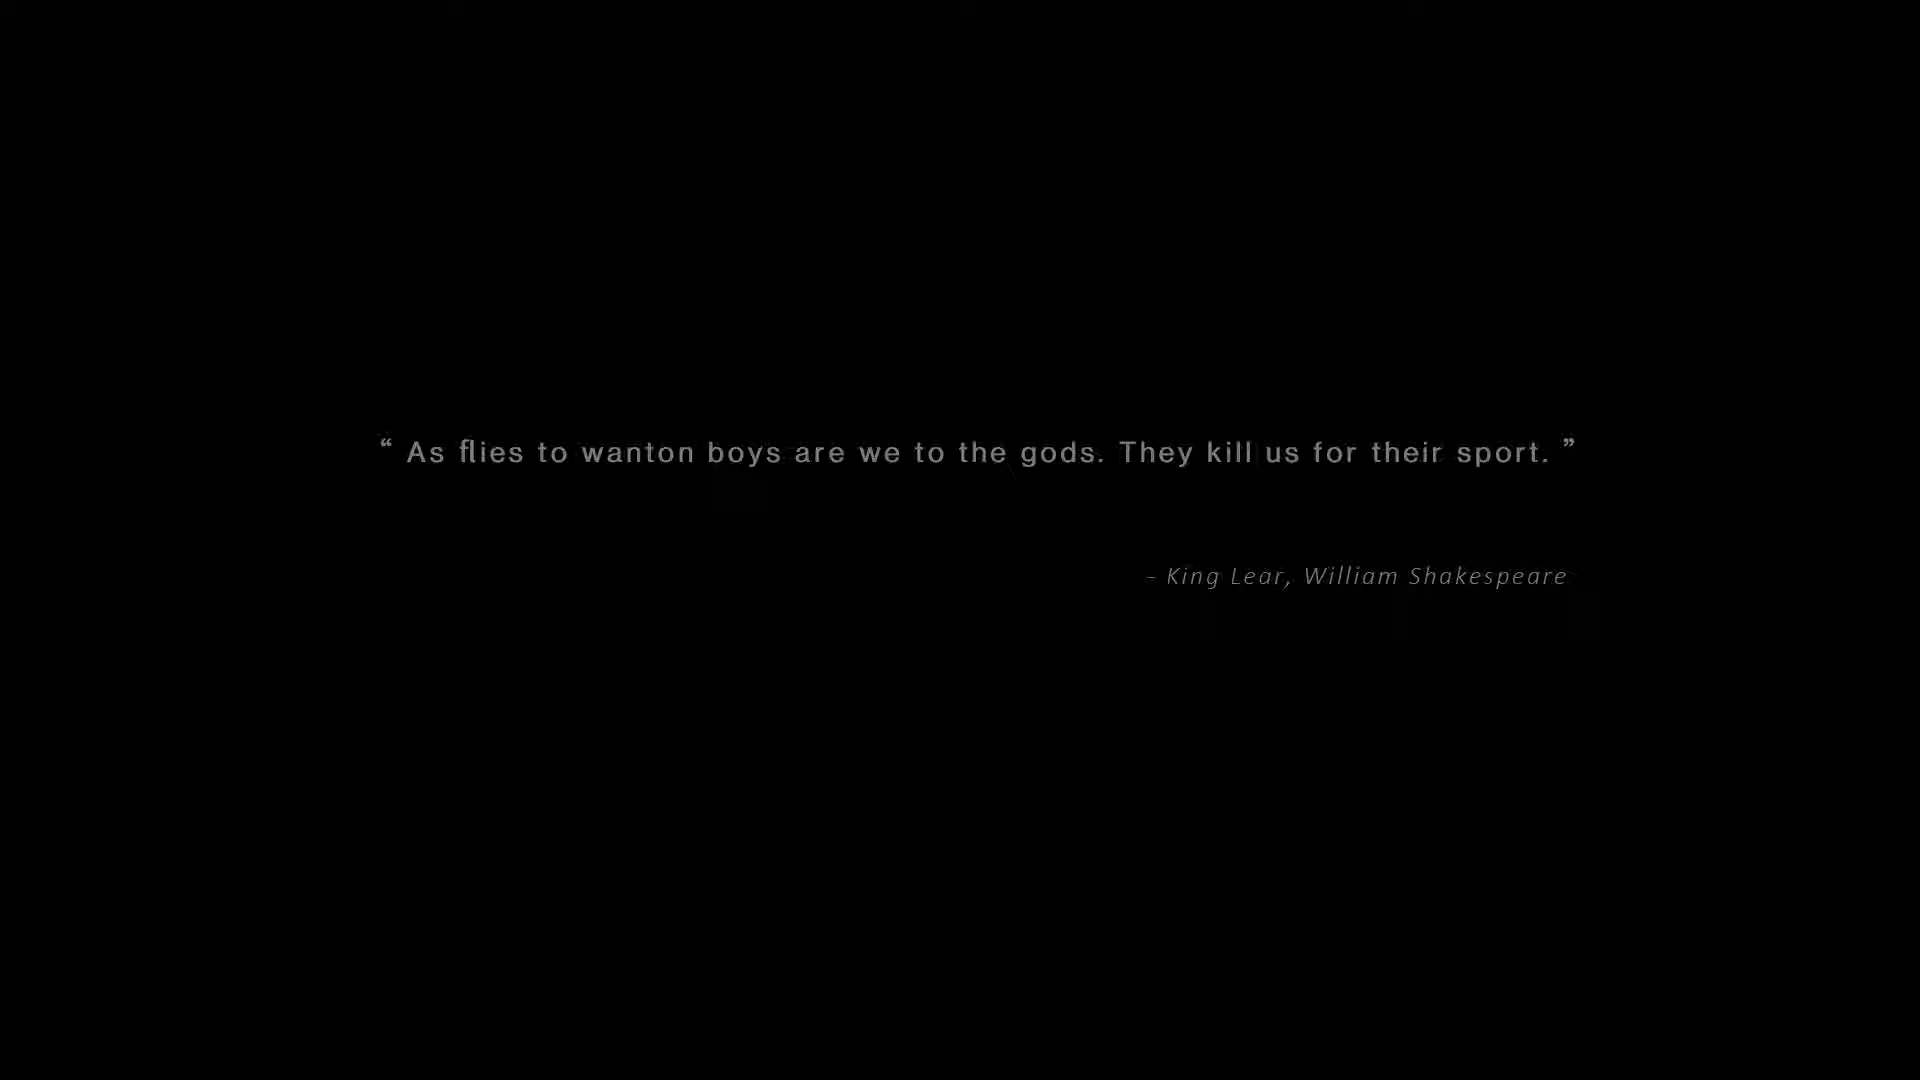 “ As flies to wanton boys are we to the gods. They kill us for their sport. ”
- King Lear, William Shakespeare